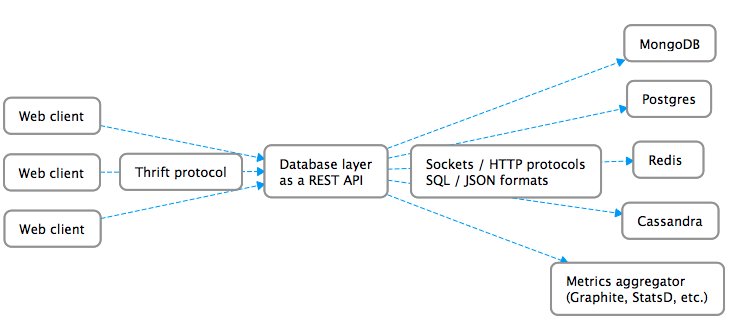 Web client
Web client
Web client
Thrift protocol
Database layer
as a REST API
Sockets / HTTP protocols
SQL / JSON formats
MongoDB
Postgres
Redis
Cassandra
Metrics aggregator
(Graphite, StatsD, etc.)